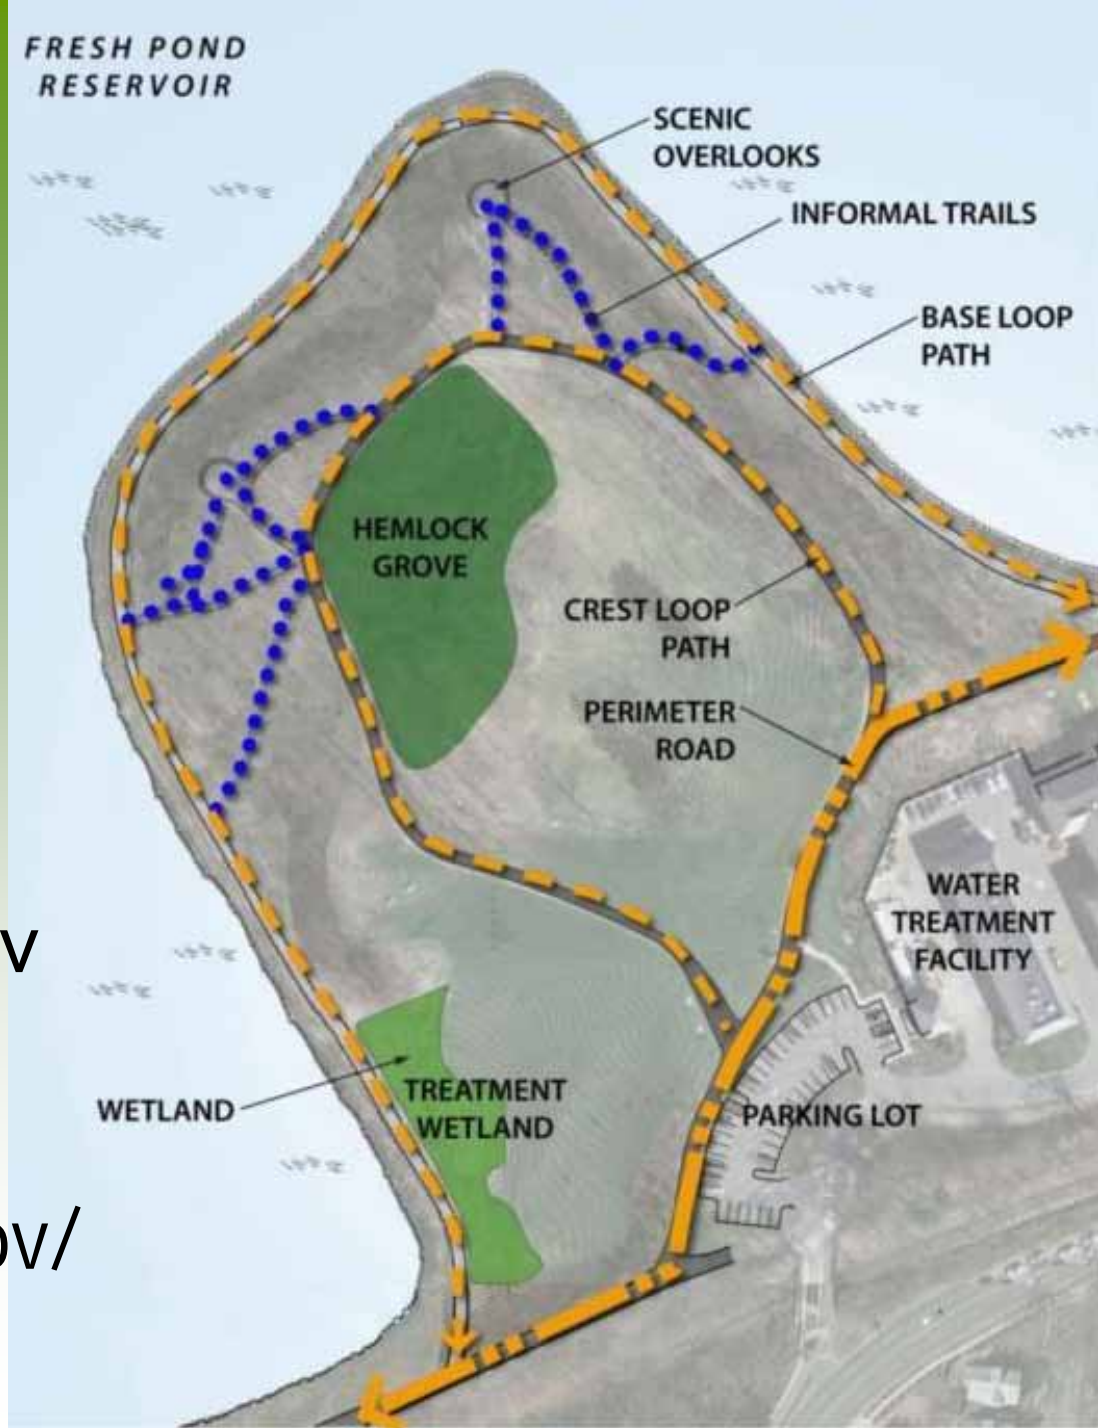 FRESH POND
RESERVOIR
SCENIC
OVERLOOKS
INFORMAL TRAILS
BASE LOOP
PATH
HEMLOCK
GROVE
CREST LOOP
PATH
PERIMETER
ROAD
WATER
TREATMENT
FACILITY
v
WETLAND
TREATMENT
WETLAND
PARKING LOT
ov/